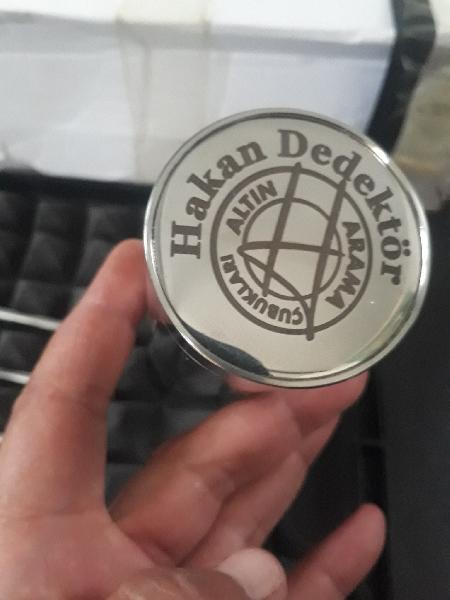 Hakan Dedektör
ALTIN
ARAMA
ÇUBUKLARI